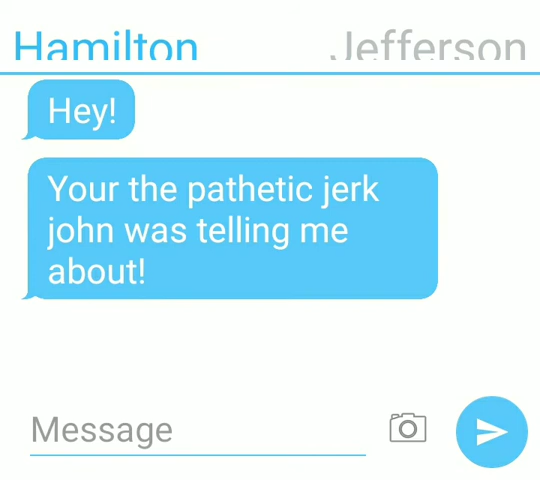 Hamilton Jefferson
Hey!
Your the pathetic jerk
john was telling me
about!
Message